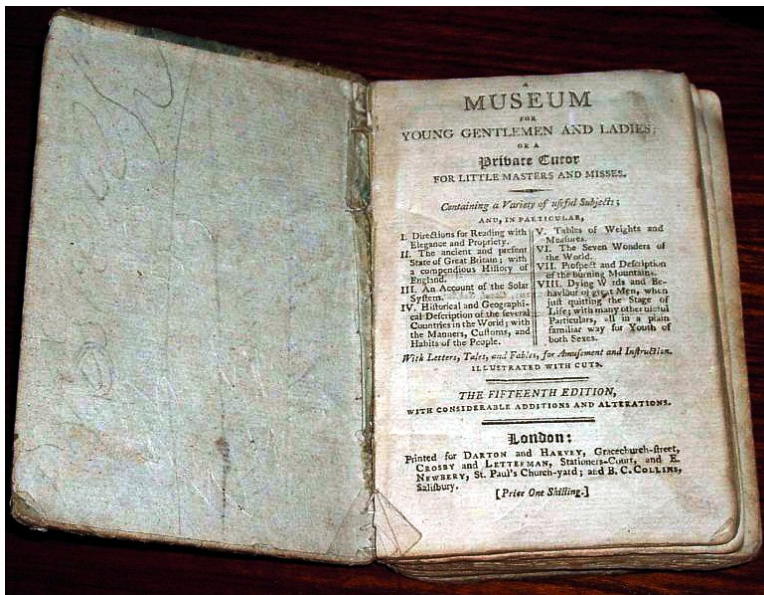 A
MUSEUM
FOR
YOUNG GENTLEMEN AND LADIES;
OR A
Private Tutor
FOR LITTLE MASTERS AND MISSES.
Containing a Variety of uſeful Subjects;
AND, IN PARTICULAR,
I. Directions for Reading with
Elegance and Propriety.
II. The ancient and preſent
State of Great Britain; with
a compendious Hiſtory of
England.
III. An Account of the Solar
Syſtem.
IV. Hiſtorical and Geographi-
cal Deſcription of the ſeveral
Countries in the World; with
the Manners, Cuſtoms, and
Habits of the People.
V. Tables of Weights and
Meaſures.
VI. The Seven Wonders of
the World.
VII. Proſpect and Deſcription
of the burning Mountains.
VIII. Dying W rds and Be-
haviour of great Men, when
juſt quitting the Stage of
Life; with many other uſeful
Particulars, all in a plain
familiar way for Youth of
both Sexes.
With Letters, Tales, and Fables, for Amuſement and Inſtruction.
ILLUSTRATED WITH CUTS.
THE FIFTEENTH EDITION,
WITH CONSIDERABLE ADDITIONS AND ALTERATIONS.
London:
Printed for DARTON and HARVEY, Gracechurch-ſtreet,
CROSBY and LETTERMAN, Stationers-Court, and E.
NEWBERY, St. Paul's Church-yard; and B. C. COLLINS,
Saliſbury.
[Price One Shilling.]